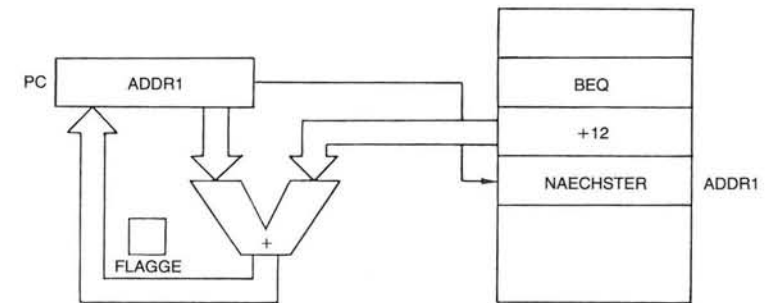 PC
ADDR1
BEQ
+12
NAECHSTER
ADDR1
+
FLAGGE